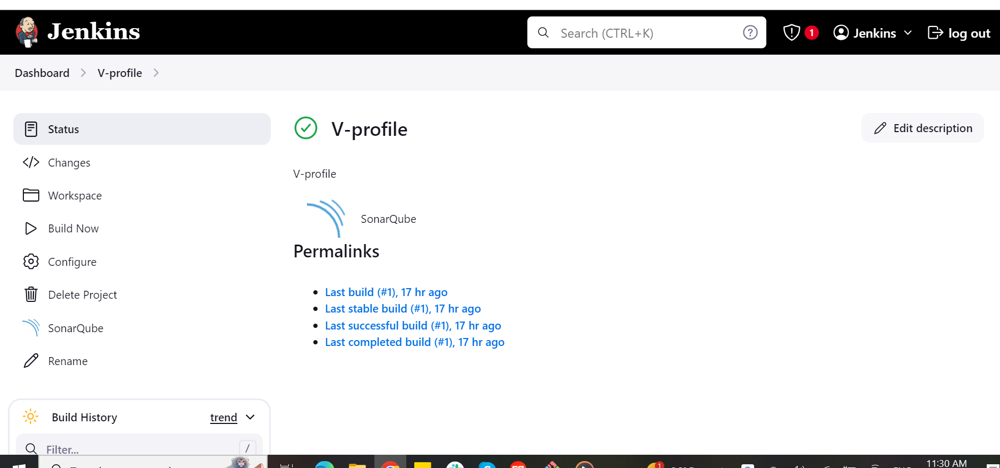 Jenkins
Search (CTRL+K)
?
1
Jenkins
log out
Dashboard
V-profile
Status
Changes
Workspace
Build Now
Configure
Delete Project
SonarQube
Rename
Build History
trend
Filter...
/
V-profile
Edit description
V-profile
SonarQube
Permalinks
Last build (#1), 17 hr ago
Last stable build (#1), 17 hr ago
Last successful build (#1), 17 hr ago
Last completed build (#1), 17 hr ago
1
11:30 AM